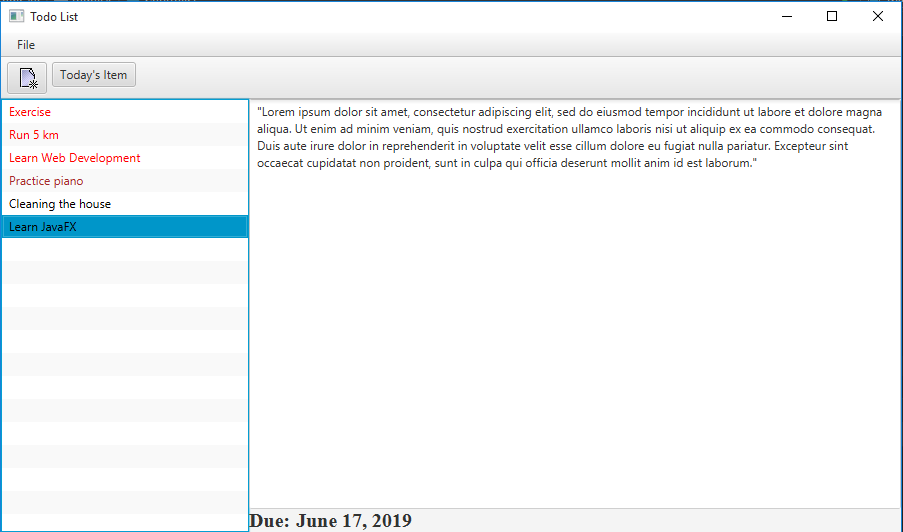 Todo List
File
Today's Item
Exercise
Run 5 km
Learn Web Development
Practice piano
Cleaning the house
Learn JavaFX
"Lorem ipsum dolor sit amet, consectetur adipiscing elit, sed do eiusmod tempor incididunt ut labore et dolore magna
aliqua. Ut enim ad minim veniam, quis nostrud exercitation ullamco laboris nisi ut aliquip ex ea commodo consequat.
Duis aute irure dolor in reprehenderit in voluptate velit esse cillum dolore eu fugiat nulla pariatur. Excepteur sint
occaecat cupidatat non proident, sunt in culpa qui officia deserunt mollit anim id est laborum."
Due: June 17, 2019